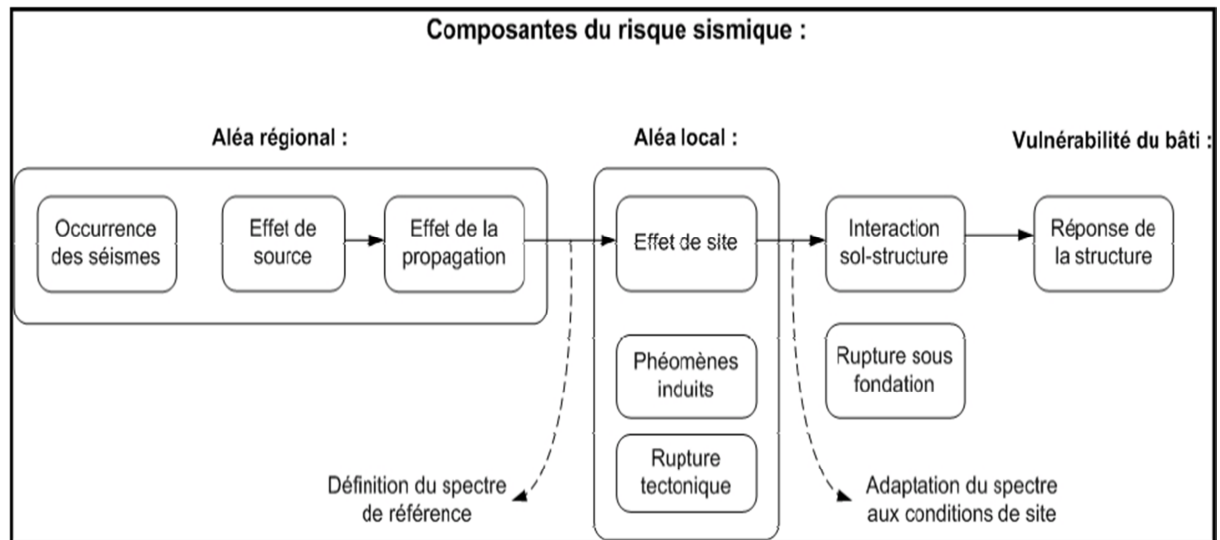 Composantes du risque sismique :
Aléa régional :
Aléa local :
Vulnérabilité du bâti :
Occurrence
des séismes
Effet de
source
Effet de la
propagation
Effet de site
Interaction
sol-structure
Réponse de
la structure
Phéomènes
induits
Rupture sous
fondation
Rupture
tectonique
Définition du spectre
de référence
Adaptation du spectre
aux conditions de site